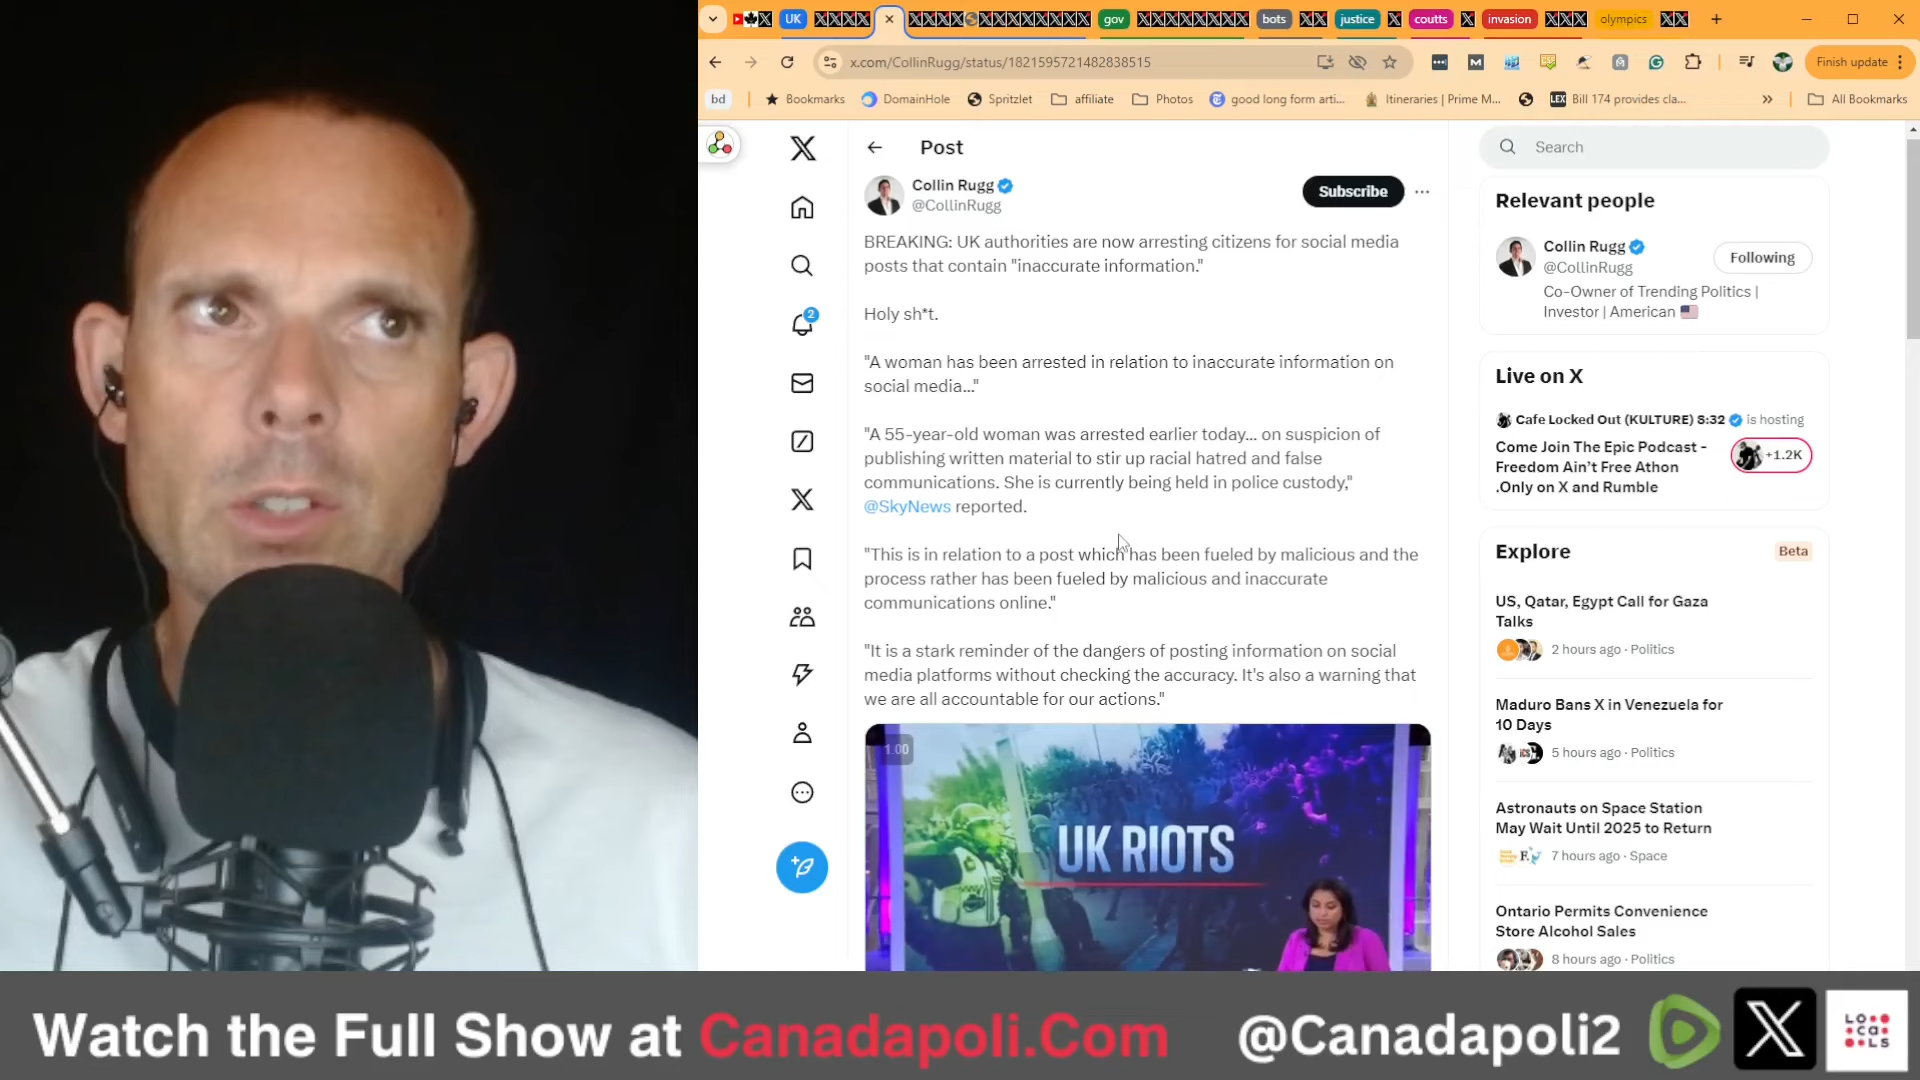 UK
gov
bots
justice
coutts
invasion
olympics
x.com/CollinRugg/status/1821595721482838515
Finish update
bd
Bookmarks
DomainHole
Spritzlet
affiliate
Photos
good long form arti...
Itineraries | Prime M...
LEX
Bill 174 provides cla...
All Bookmarks
Post
Search
Collin Rugg
@CollinRugg
Subscribe
BREAKING: UK authorities are now arresting citizens for social media
posts that contain "inaccurate information."
Holy sh*t.
"A woman has been arrested in relation to inaccurate information on
social media..."
"A 55-year-old woman was arrested earlier today... on suspicion of
publishing written material to stir up racial hatred and false
communications. She is currently being held in police custody,"
@SkyNews reported.
"This is in relation to a post which has been fueled by malicious and the
process rather has been fueled by malicious and inaccurate
communications online."
"It is a stark reminder of the dangers of posting information on social
media platforms without checking the accuracy. It's also a warning that
we are all accountable for our actions."
1.00
UK RIOTS
2
Relevant people
Collin Rugg
@CollinRugg
Following
Co-Owner of Trending Politics |
Investor | American
Live on X
Cafe Locked Out (KULTURE) 8:32 is hosting
Come Join The Epic Podcast -
Freedom Ain't Free Athon
.Only on X and Rumble
+1.2K
Explore
Beta
US, Qatar, Egypt Call for Gaza
Talks
2 hours ago · Politics
Maduro Bans X in Venezuela for
10 Days
5 hours ago · Politics
Astronauts on Space Station
May Wait Until 2025 to Return
7 hours ago · Space
Ontario Permits Convenience
Store Alcohol Sales
8 hours ago · Politics
Watch the Full Show at Canadapoli.Com
@Canadapoli2
X
LO
CA
LS